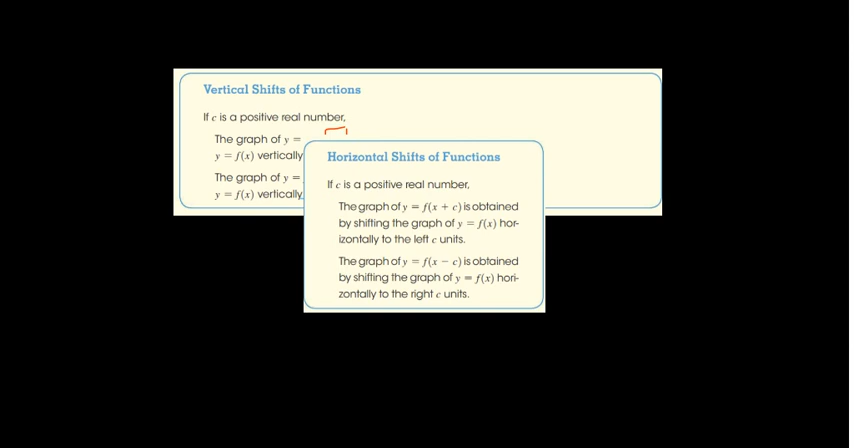 Vertical Shifts of Functions
If c is a positive real number,
The graph of y =
y = f(x) vertically
The graph of y =
y = f(x) vertically
Horizontal Shifts of Functions
If c is a positive real number,
The graph of y = f(x + c) is obtained
by shifting the graph of y = f(x) hor-
izontally to the left c units.
The graph of y = f(x − c) is obtained
by shifting the graph of y = f(x) hori-
zontally to the right c units.